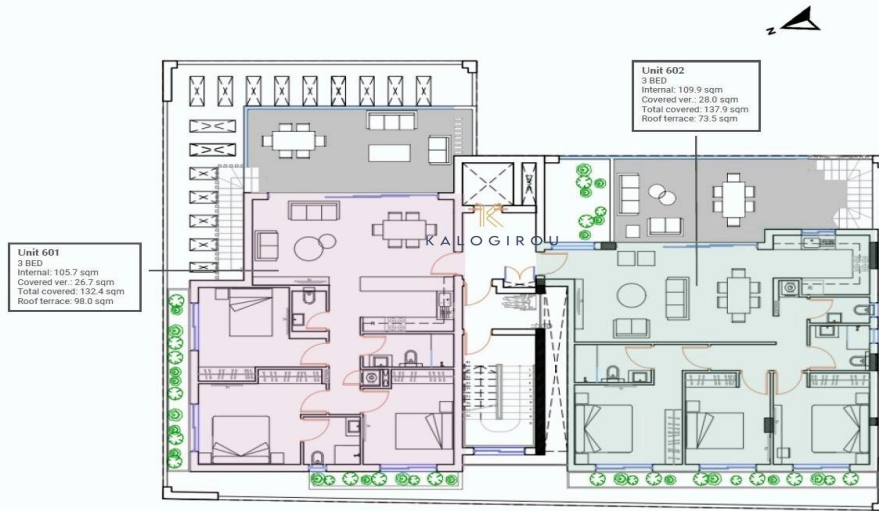 Z
Unit 602
3 BED
Internal: 109.9 sqm
Covered ver.: 28.0 sqm
Total covered: 137.9 sqm
Roof terrace: 73.5 sqm
KALOGIROU
Unit 601
3 BED
Internal: 105.7 sqm
Covered ver.: 26.7 sqm
Total covered: 132.4 sqm
Roof terrace: 98.0 sqm